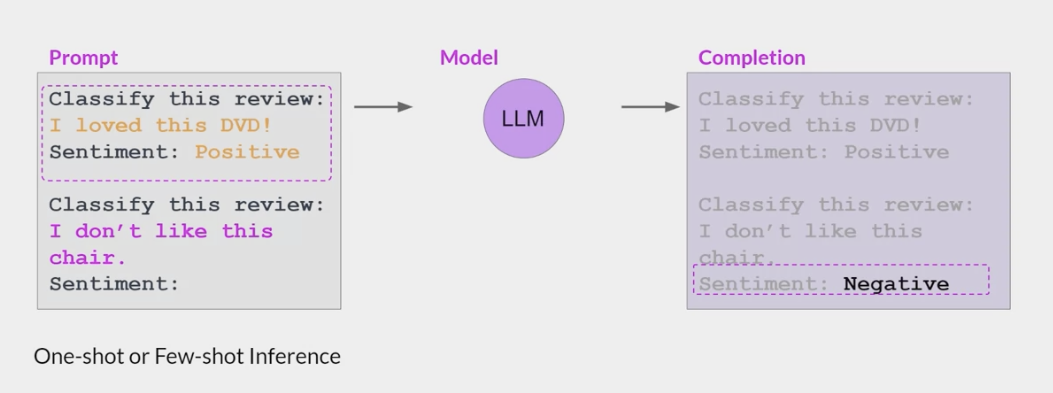 Prompt
Classify this review:
I loved this DVD!
Sentiment: Positive
Classify this review:
I don't like this
chair.
Sentiment:
Model
LLM
Completion
Classify this review:
I loved this DVD!
Sentiment: Positive
Classify this review:
I don't like this
chair.
Sentiment: Negative
One-shot or Few-shot Inference